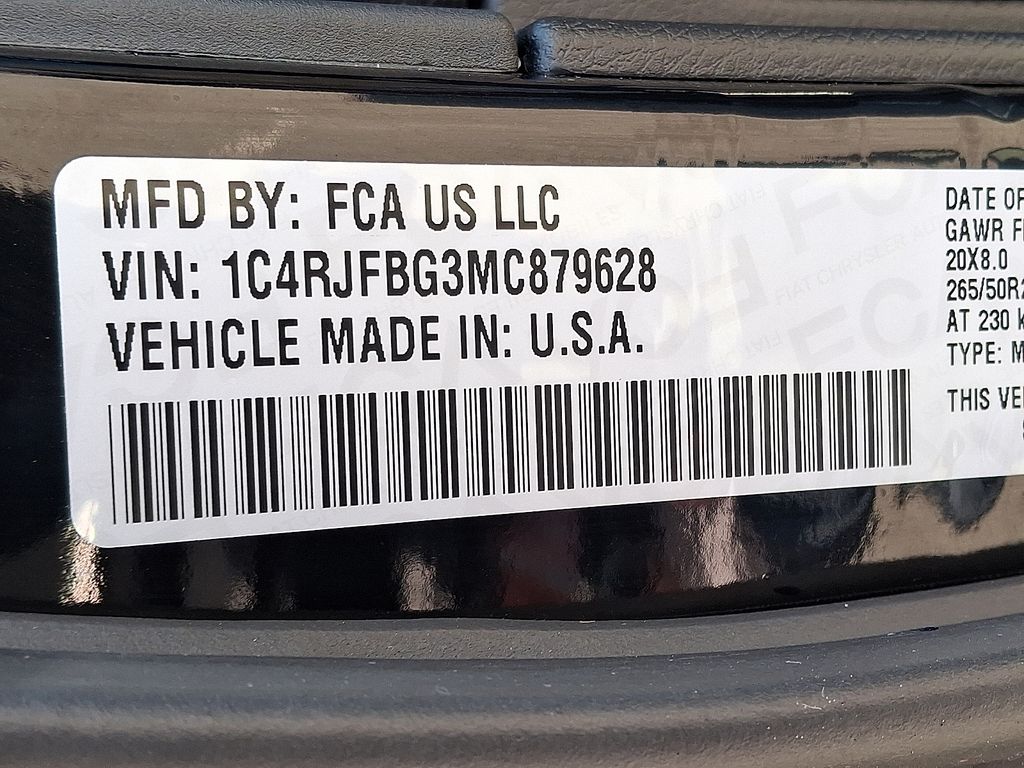 MFD BY: FCA US LLC
VIN: 1C4RJFBG3MC879628
VEHICLE MADE IN: U.S.A.
DATE OF
GAWR
20X8.0
265/50R2
AT 230
TYPE: M
THIS VE